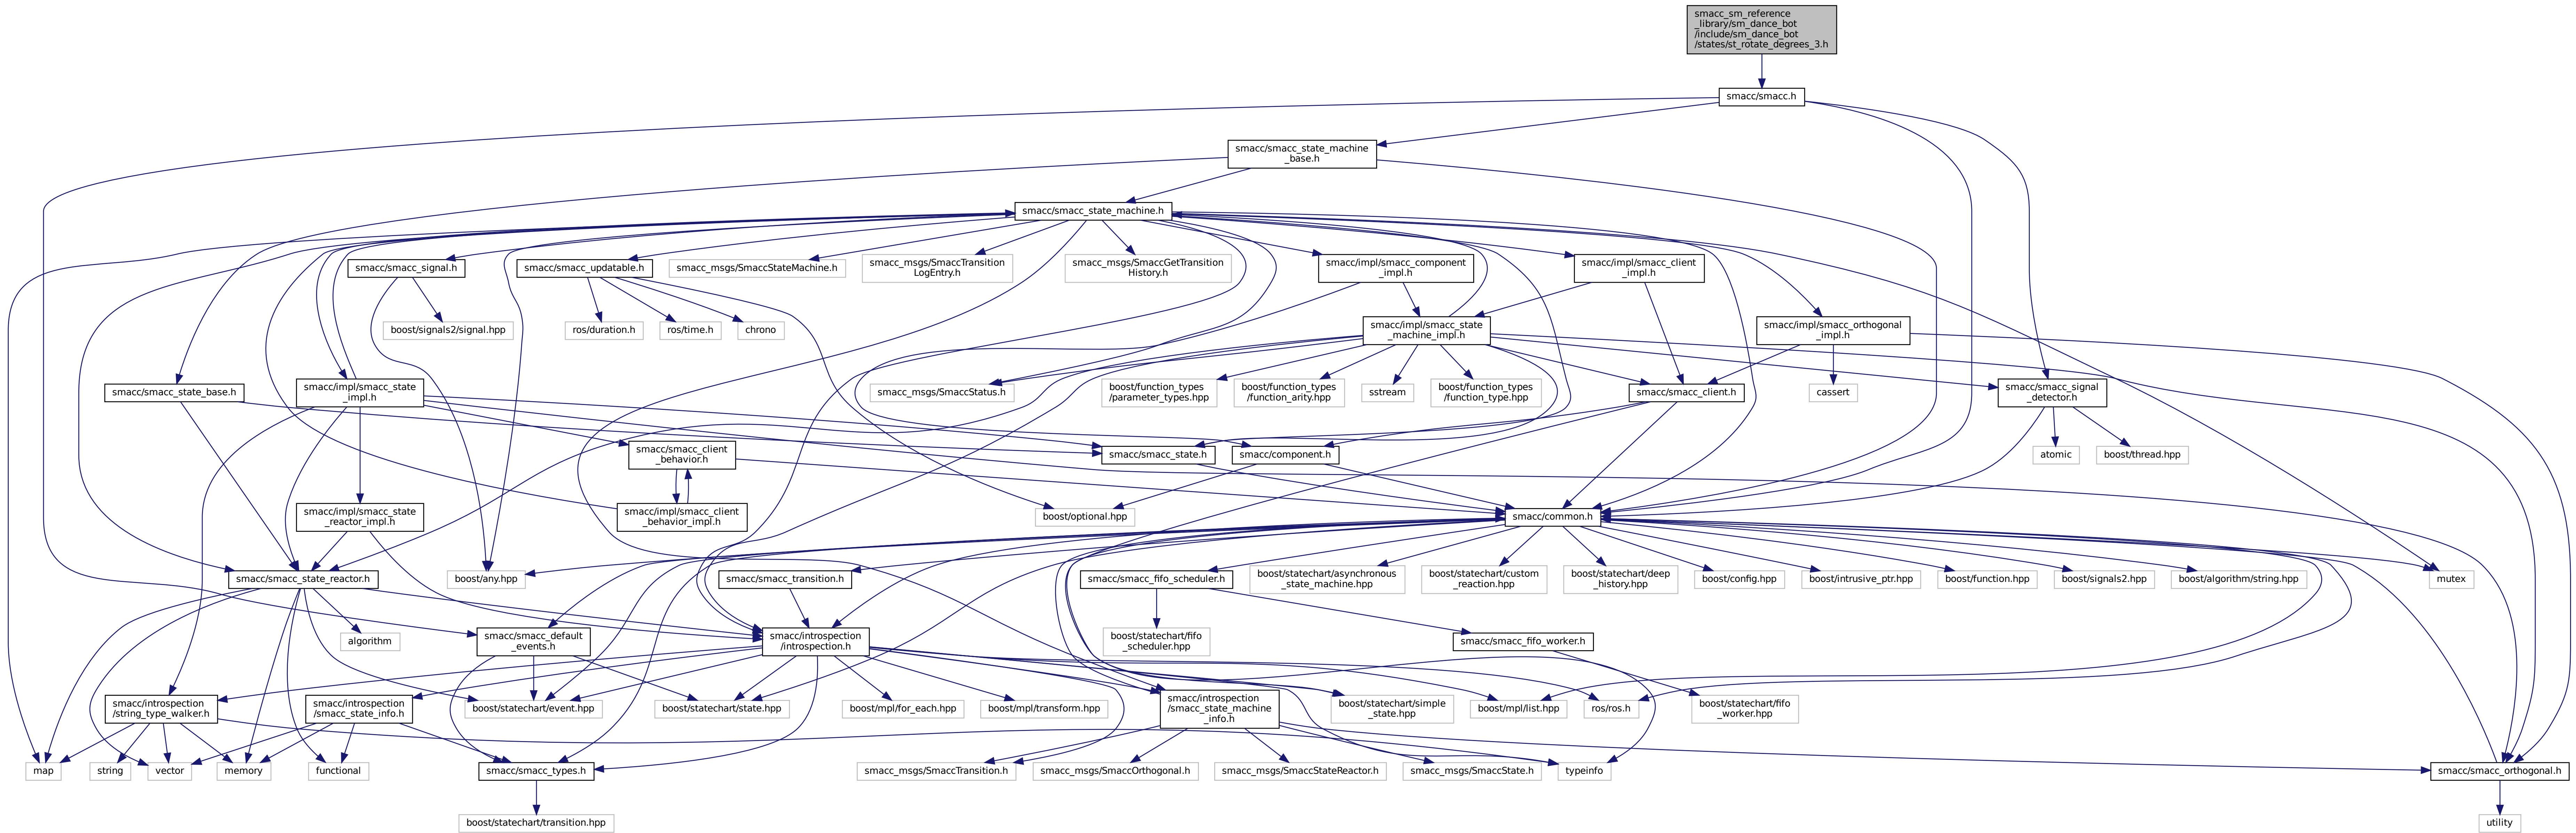 smacc_sm_reference
_library/sm_dance_bot
/include/sm_dance_bot
/states/st_rotate_degrees_3.h
smacc/smacc.h
smacc/smacc_state_machine
_base.h
smacc/smacc_state_machine.h
smacc/smacc_signal.h
smacc/smacc_updatable.h
smacc_msgs/SmaccStateMachine.h
smacc_msgs/SmaccTransition
LogEntry.h
smacc_msgs/SmaccGetTransition
History.h
smacc/impl/smacc_component
_impl.h
smacc/impl/smacc_client
_impl.h
boost/signals2/signal.hpp
ros/duration.h
ros/time.h
chrono
smacc/impl/smacc_state
_machine_impl.h
smacc/impl/smacc_orthogonal
_impl.h
smacc/smacc_state_base.h
smacc/impl/smacc_state
_impl.h
smacc_msgs/SmaccStatus.h
boost/function_types
/parameter_types.hpp
boost/function_types
/function_arity.hpp
sstream
boost/function_types
/function_type.hpp
smacc/smacc_client.h
cassert
smacc/smacc_signal
_detector.h
smacc/smacc_client
_behavior.h
smacc/smacc_state.h
smacc/component.h
atomic
boost/thread.hpp
smacc/impl/smacc_state
_reactor_impl.h
smacc/impl/smacc_client
_behavior_impl.h
boost/optional.hpp
smacc/common.h
smacc/smacc_state_reactor.h
boost/any.hpp
smacc/smacc_transition.h
smacc/smacc_fifo_scheduler.h
boost/statechart/asynchronous
_state_machine.hpp
boost/statechart/custom
_reaction.hpp
boost/statechart/deep
_history.hpp
boost/config.hpp
boost/intrusive_ptr.hpp
boost/function.hpp
boost/signals2.hpp
boost/algorithm/string.hpp
mutex
algorithm
smacc/smacc_default
_events.h
smacc/introspection
/introspection.h
boost/statechart/fifo
_scheduler.hpp
smacc/smacc_fifo_worker.h
smacc/introspection
/string_type_walker.h
smacc/introspection
/smacc_state_info.h
boost/statechart/event.hpp
boost/statechart/state.hpp
boost/mpl/for_each.hpp
boost/mpl/transform.hpp
smacc/introspection
/smacc_state_machine
_info.h
boost/statechart/simple
_state.hpp
boost/mpl/list.hpp
ros/ros.h
boost/statechart/fifo
_worker.hpp
map
string
vector
memory
functional
smacc/smacc_types.h
smacc_msgs/SmaccTransition.h
smacc_msgs/SmaccOrthogonal.h
smacc_msgs/SmaccStateReactor.h
smacc_msgs/SmaccState.h
typeinfo
smacc/smacc_orthogonal.h
boost/statechart/transition.hpp
utility